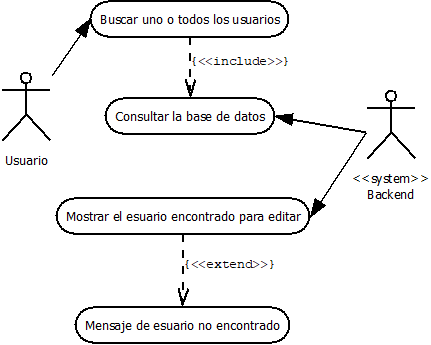 Buscar uno o todos los usuarios
{<<include>>}
Consultar la base de datos
Usuario
<<system>>
Backend
Mostrar el esuario encontrado para editar
{<<extend>>}
Mensaje de esuario no encontrado